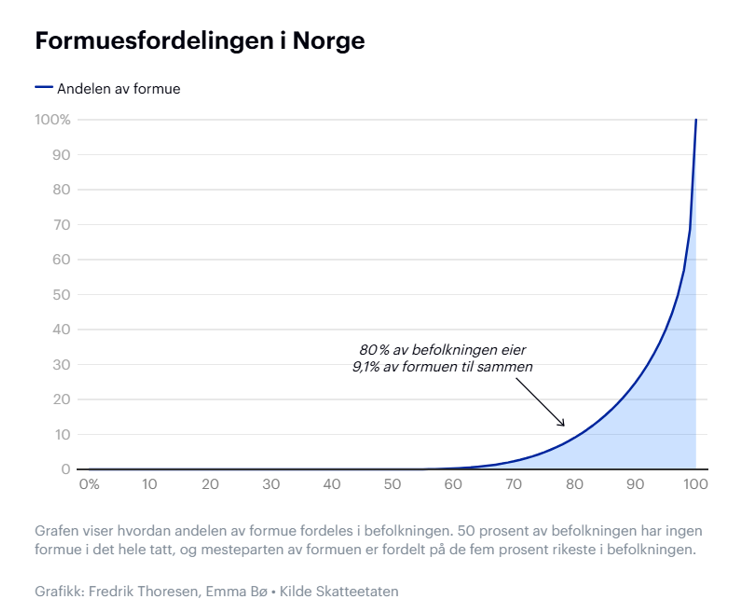 Formuesfordelingen i Norge
Andelen av formue
100%
90
80
70
60
50
40
30
20
10
0
80% av befolkningen eier
9,1% av formuen til sammen
0% 10 20 30 40 50 60 70 80 90 100
Grafen viser hvordan andelen av formue fordeles i befolkningen. 50 prosent av befolkningen har ingen
formue i det hele tatt, og mesteparten av formuen er fordelt på de fem prosent rikeste i befolkningen.
Grafikk: Fredrik Thoresen, Emma Bø • Kilde Skatteetaten